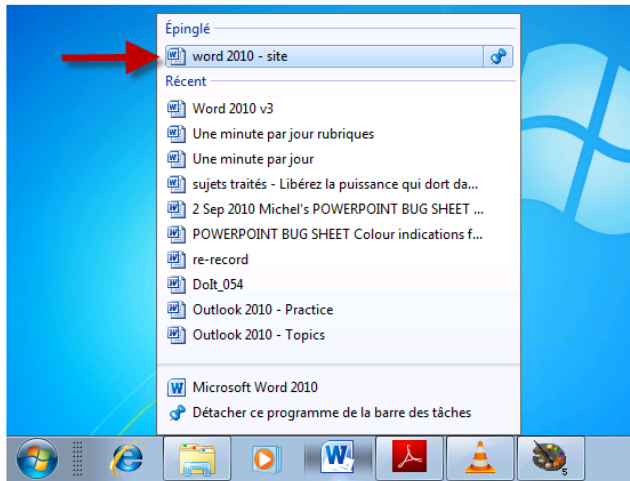 Épinglé
word 2010 - site
Récent
Word 2010 v3
Une minute par jour rubriques
Une minute par jour
sujets traités - Libérez la puissance qui dort da...
2 Sep 2010 Michel's POWERPOINT BUG SHEET ...
POWERPOINT BUG SHEET Colour indications f...
re-record
DoIt_054
Outlook 2010 - Practice
Outlook 2010 - Topics
Microsoft Word 2010
Détacher ce programme de la barre des tâches
5